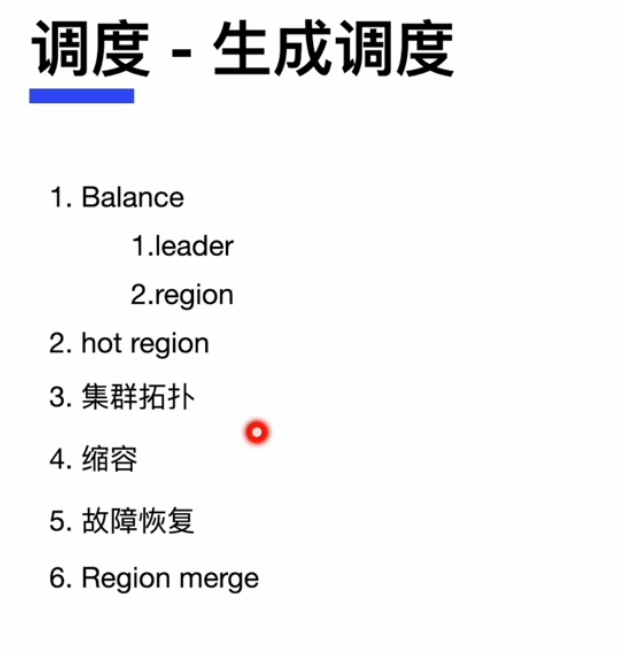 调度 - 生成调度
1. Balance
1.leader
2.region
2. hot region
3. 集群拓扑
4. 缩容
5. 故障恢复
6. Region merge